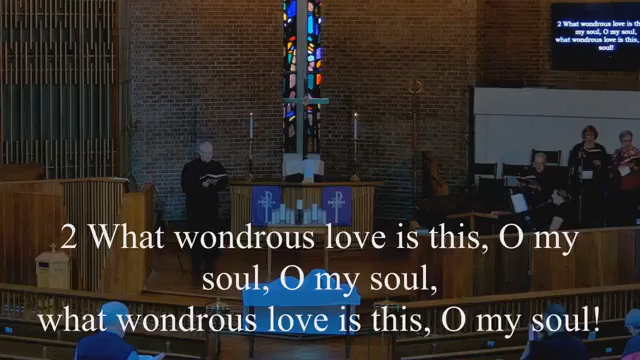 2 What wondrous love is th
my soul, O my soul,
what wondrous love is this,
soul!
2 What wondrous love is this, O my
soul, O my soul,
what wondrous love is this, O my soul!